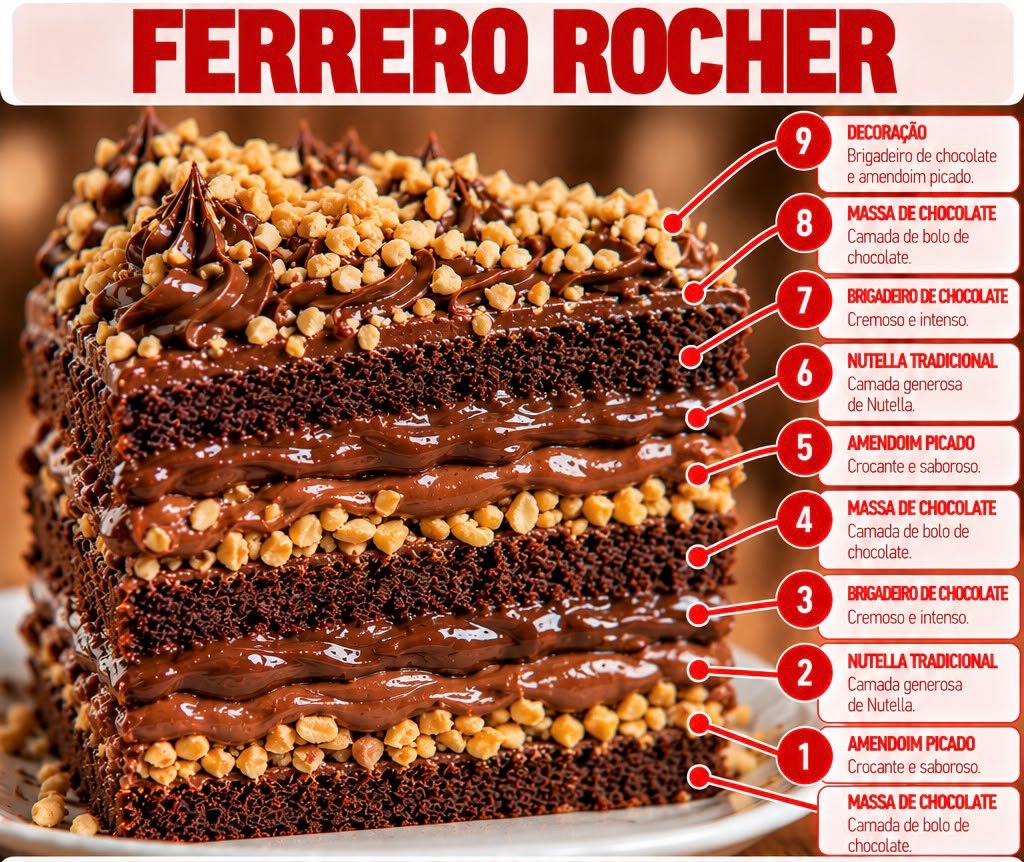 FERRERO ROCHER
9
DECORAÇÃO
Brigadeiro de chocolate
e amendoim picado.
8
MASSA DE CHOCOLATE
Camada de bolo de
chocolate.
7
BRIGADEIRO DE CHOCOLATE
Cremoso e intenso.
6
NUTELLA TRADICIONAL
Camada generosa
de Nutella.
5
AMENDOIM PICADO
Crocante e saboroso.
4
MASSA DE CHOCOLATE
Camada de bolo de
chocolate.
3
BRIGADEIRO DE CHOCOLATE
Cremoso e intenso.
2
NUTELLA TRADICIONAL
Camada generosa
de Nutella.
1
AMENDOIM PICADO
Crocante e saboroso.
MASSA DE CHOCOLATE
Camada de bolo de
chocolate.